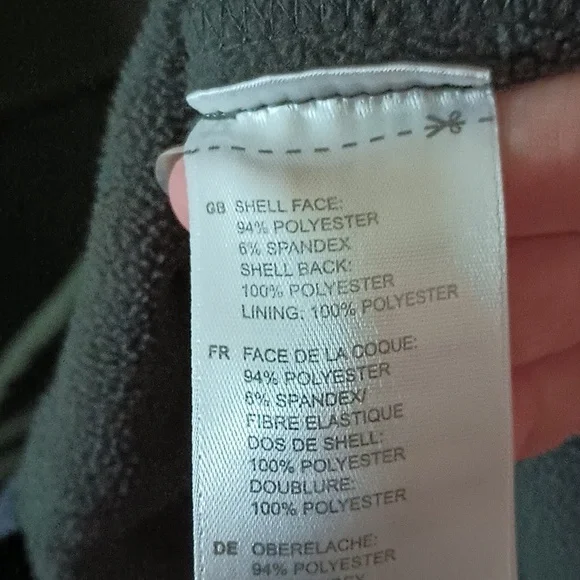 GB SHELL FACE:
94% POLYESTER
6% SPANDEX
SHELL BACK:
100% POLYESTER
LINING: 100% POLYESTER
FR FACE DE LA COQUE:
94% POLYESTER
6% SPANDEX/
FIBRE ELASTIQUE
DOS DE SHELL:
100% POLYESTER
DOUBLURE:
100% POLYESTER
DE OBERELACHE:
94% POLYESTER